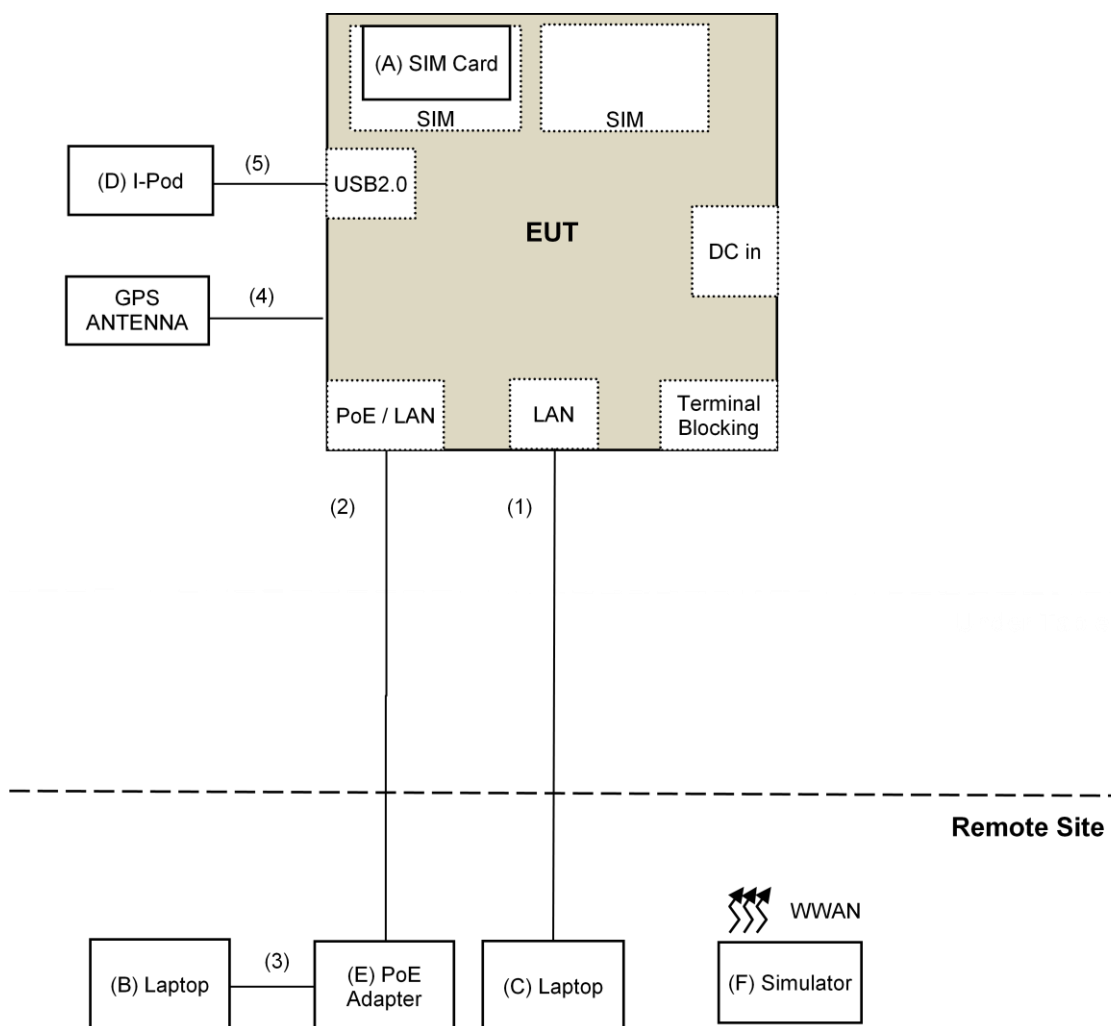 (A) SIM Card
SIM
SIM
(5)
(D) I-Pod
USB2.0
EUT
DC in
GPS
ANTENNA
(4)
PoE / LAN
LAN
Terminal
Blocking
(2)
(1)
Remote Site
WWAN
(B) Laptop
(3)
(E) PoE
Adapter
(C) Laptop
(F) Simulator